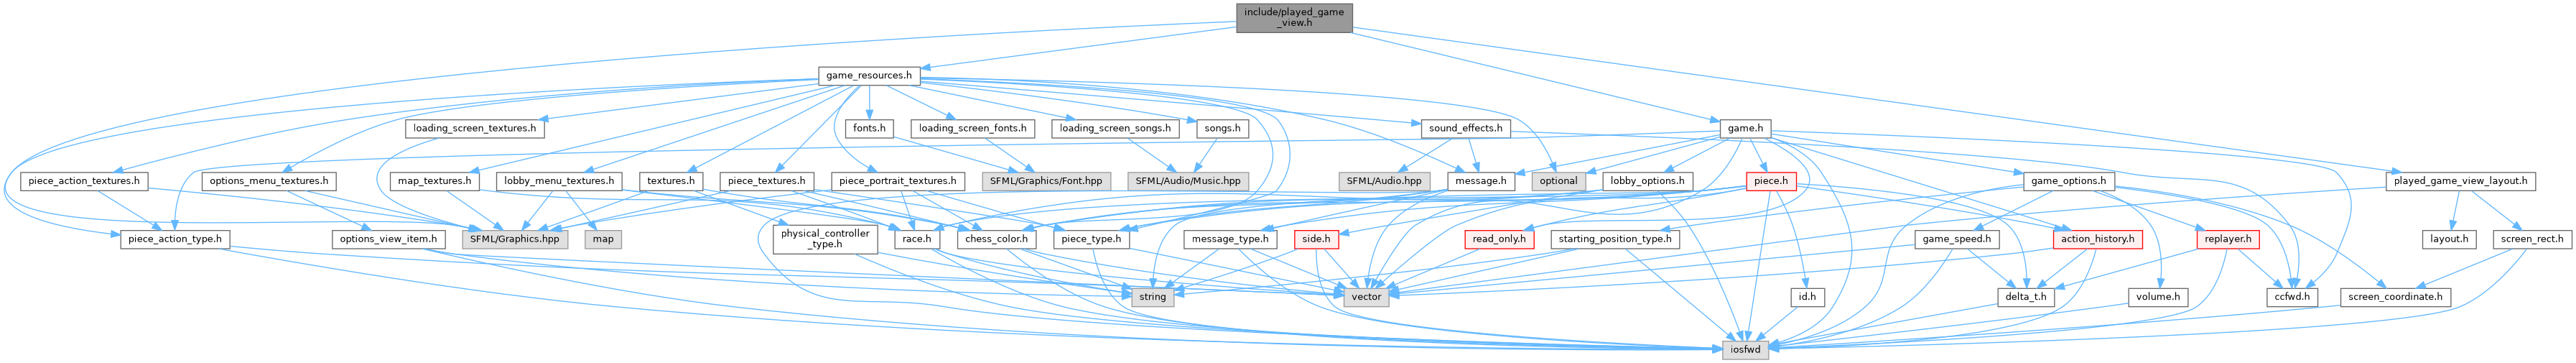 include/played_game
_view.h
game_resources.h
loading_screen_textures.h
fonts.h
loading_screen_fonts.h
loading_screen_songs.h
songs.h
sound_effects.h
game.h
piece_action_textures.h
options_menu_textures.h
map_textures.h
lobby_menu_textures.h
textures.h
piece_textures.h
piece_portrait_textures.h
SFML/Graphics/Font.hpp
SFML/Audio/Music.hpp
SFML/Audio.hpp
message.h
optional
lobby_options.h
piece.h
game_options.h
played_game_view_layout.h
piece_action_type.h
options_view_item.h
SFML/Graphics.hpp
map
physical_controller
_type.h
race.h
chess_color.h
piece_type.h
message_type.h
side.h
read_only.h
starting_position_type.h
game_speed.h
action_history.h
replayer.h
layout.h
screen_rect.h
string
vector
id.h
delta_t.h
volume.h
ccfwd.h
screen_coordinate.h
iosfwd